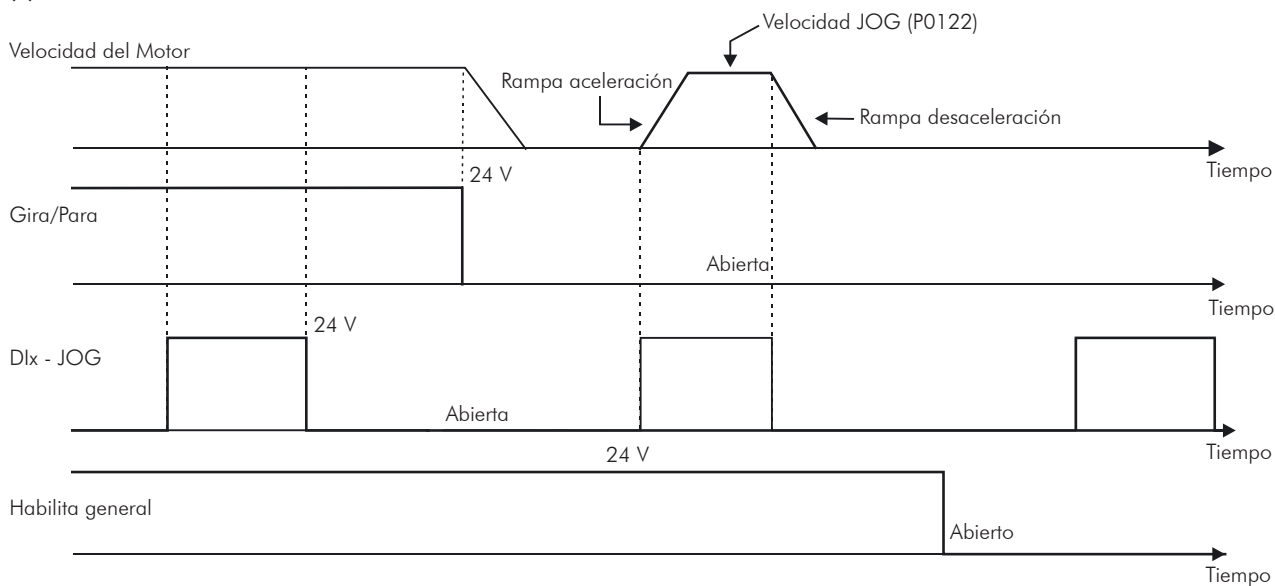 Velocidad JOG (P0122)
Velocidad del Motor
Rampa aceleración
Rampa desaceleración
Tiempo
24 V
Gira/Para
Abierta
Tiempo
24 V
DIx - JOG
Abierta
Tiempo
24 V
Habilita general
Abierto
Tiempo